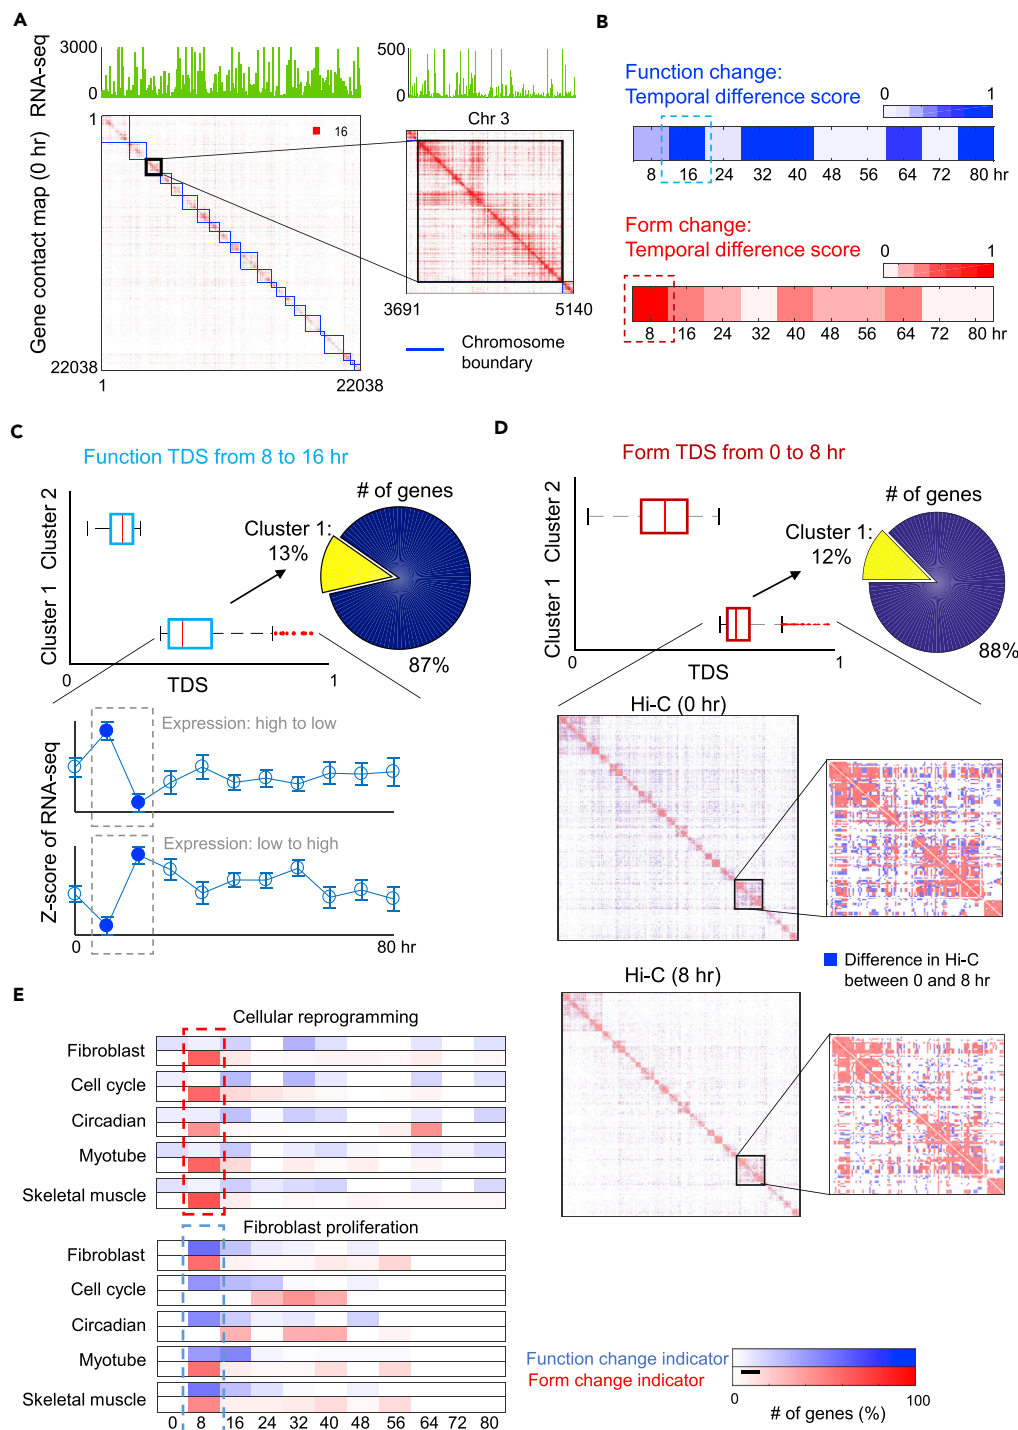 A
RNA-seq
3000
0
500
0
Gene contact map (0 hr)
1
22038
1
22038
16
Chr 3
3691
5140
Chromosome
boundary
B
Function change:
Temporal difference score
0
1
8 16 24 32 40 48 56 64 72 80 hr
Form change:
Temporal difference score
0
1
8 16 24 32 40 48 56 64 72 80 hr
C
Function TDS from 8 to 16 hr
Cluster 2
Cluster 1
# of genes
Cluster 1:
13%
87%
0
1
TDS
Z-score of RNA-seq
Expression: high to low
Expression: low to high
0
80 hr
D
Form TDS from 0 to 8 hr
Cluster 2
Cluster 1
# of genes
Cluster 1:
12%
88%
0
1
TDS
Hi-C (0 hr)
Difference in Hi-C
between 0 and 8 hr
Hi-C (8 hr)
E
Cellular reprogramming
Fibroblast
Cell cycle
Circadian
Myotube
Skeletal muscle
Fibroblast proliferation
Fibroblast
Cell cycle
Circadian
Myotube
Skeletal muscle
0 8 16 24 32 40 48 56 64 72 80
Function change indicator
Form change indicator
0
100
# of genes (%)